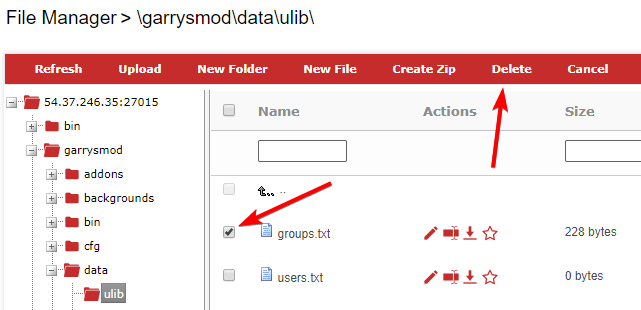 File Manager > \garrysmod\data\ulib\
Refresh Upload New Folder New File Create Zip Delete Cancel
54.37.246.35:27015
bin
garrysmod
addons
backgrounds
bin
cfg
data
ulib
Name Actions Size
..
groups.txt 228 bytes
users.txt 0 bytes